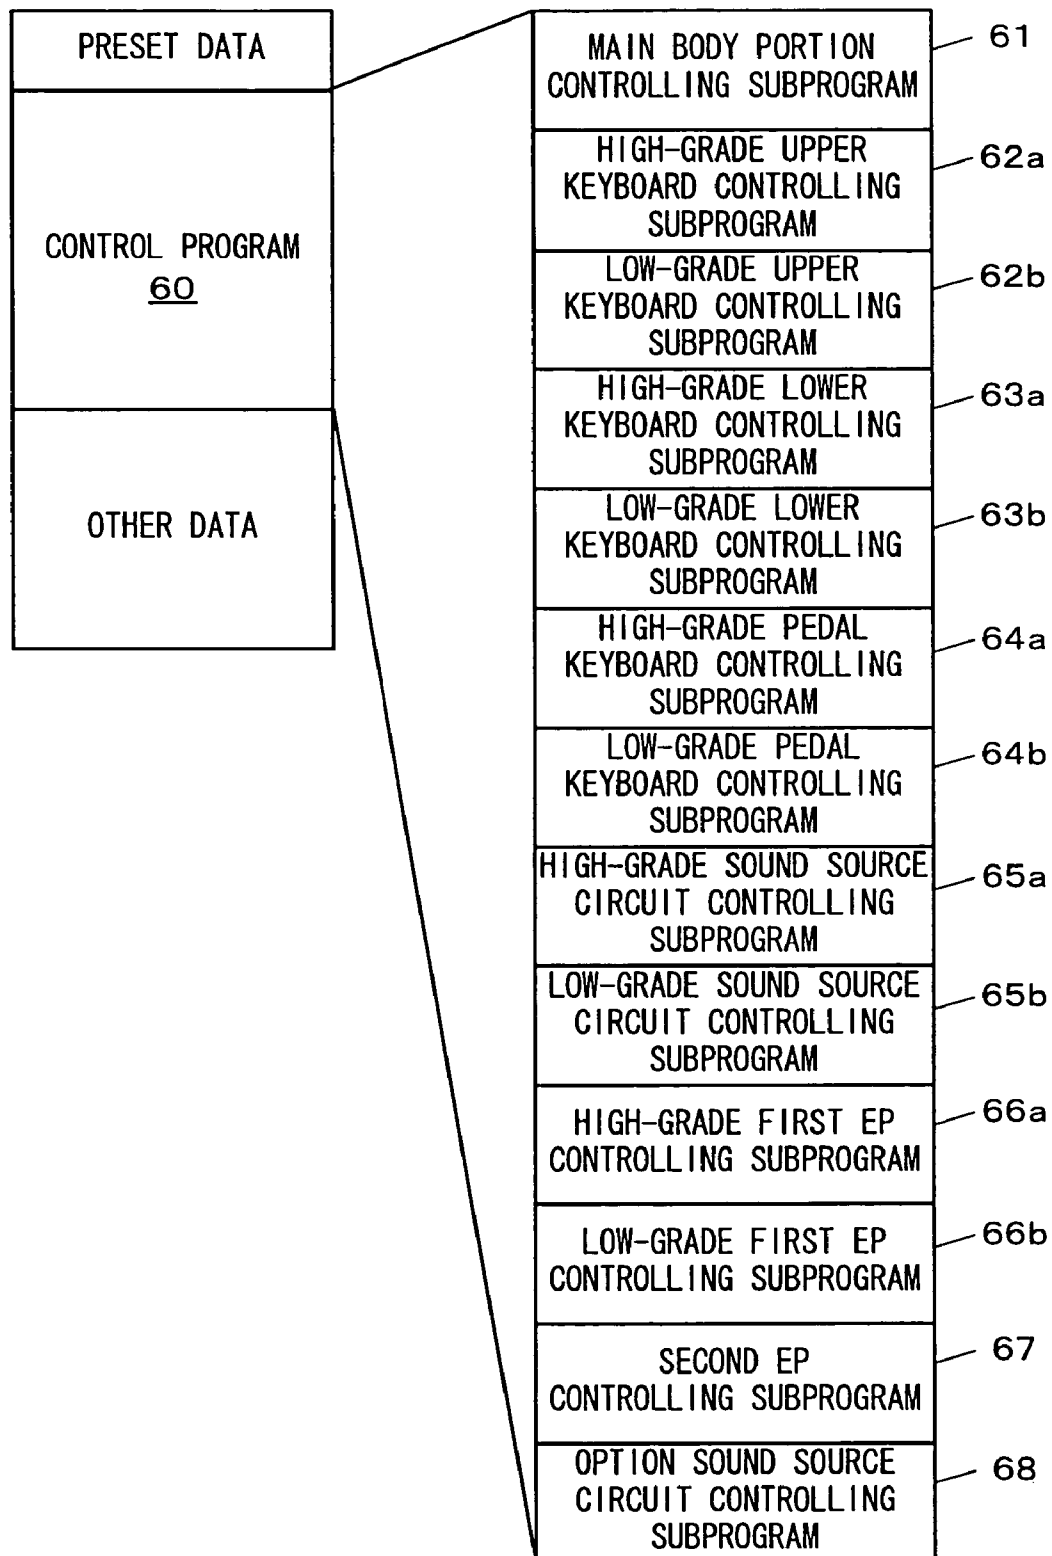 PRESET DATA
CONTROL PROGRAM
60
OTHER DATA
MAIN BODY PORTION
CONTROLLING SUBPROGRAM
61
HIGH-GRADE UPPER
KEYBOARD CONTROLLING
SUBPROGRAM
62a
LOW-GRADE UPPER
KEYBOARD CONTROLLING
SUBPROGRAM
62b
HIGH-GRADE LOWER
KEYBOARD CONTROLLING
SUBPROGRAM
63a
LOW-GRADE LOWER
KEYBOARD CONTROLLING
SUBPROGRAM
63b
HIGH-GRADE PEDAL
KEYBOARD CONTROLLING
SUBPROGRAM
64a
LOW-GRADE PEDAL
KEYBOARD CONTROLLING
SUBPROGRAM
64b
HIGH-GRADE SOUND SOURCE
CIRCUIT CONTROLLING
SUBPROGRAM
65a
LOW-GRADE SOUND SOURCE
CIRCUIT CONTROLLING
SUBPROGRAM
65b
HIGH-GRADE FIRST EP
CONTROLLING SUBPROGRAM
66a
LOW-GRADE FIRST EP
CONTROLLING SUBPROGRAM
66b
SECOND EP
CONTROLLING SUBPROGRAM
67
OPTION SOUND SOURCE
CIRCUIT CONTROLLING
SUBPROGRAM
68